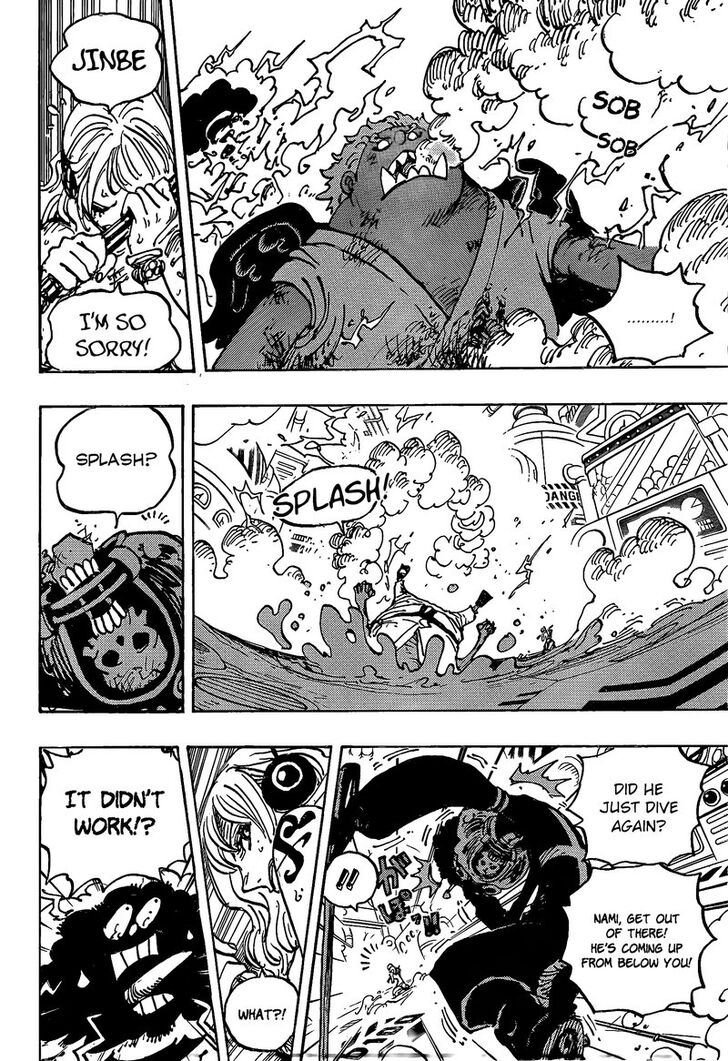 SOB
SOB
.........!
JINBE
I'M SO
SORRY!
SPLASH!
DANGE
SPLASH?
DID HE
JUST DIVE
AGAIN?
NAMI, GET OUT
OF THERE!
HE'S COMING UP
FROM BELOW YOU!
!!
WHAT?!
IT DIDN'T
WORK!?